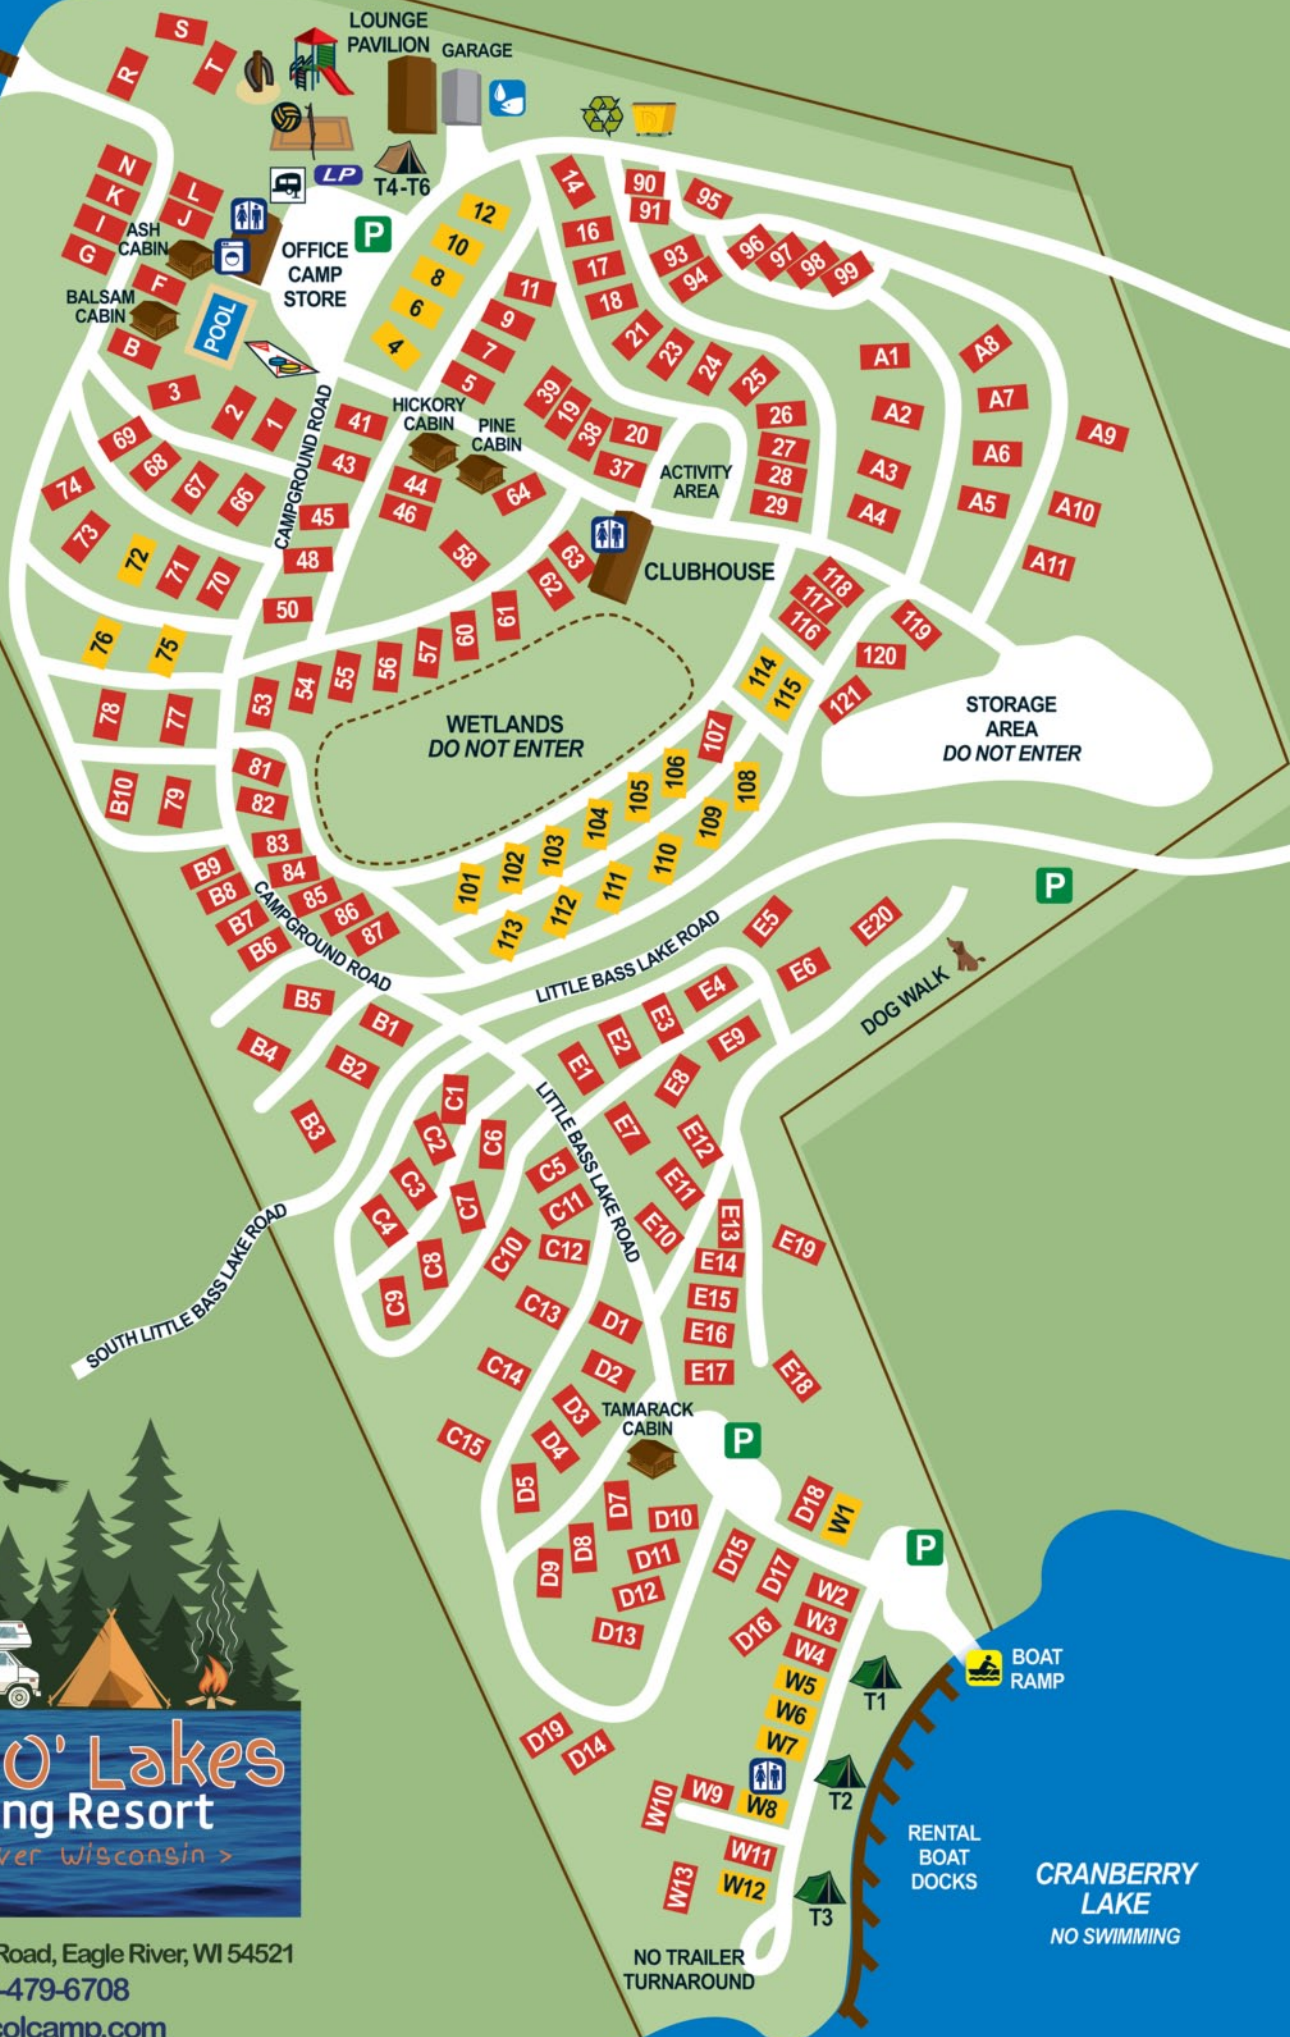 S
R
T
LOUNGE
PAVILION
GARAGE
LP
T4-T6
N
K
I
G
L
J
ASH
CABIN
F
BALSAM
CABIN
B
POOL
OFFICE
CAMP
STORE
P
12
10
8
6
4
11
9
7
5
14
16
17
18
90
91
95
93
94
96
97
98
99
21
23
24
25
26
27
28
29
A1
A2
A3
A4
A8
A7
A6
A5
A9
A10
A11
3
2
1
41
43
HICKORY
CABIN
PINE
CABIN
39
19
38
20
37
ACTIVITY
AREA
44
46
64
69
68
67
66
74
73
72
71
70
CAMPGROUND ROAD
45
48
50
58
63
62
61
60
57
56
55
54
53
CLUBHOUSE
118
117
116
119
120
121
114
115
76
75
78
77
B10
79
81
82
83
84
85
86
87
WETLANDS
DO NOT ENTER
STORAGE
AREA
DO NOT ENTER
107
106
105
104
103
102
101
108
109
110
111
112
113
B9
B8
B7
B6
CAMPGROUND ROAD
LITTLE BASS LAKE ROAD
P
DOG WALK
E5
E20
E6
E4
E3
E2
E1
E9
E8
E7
E12
E11
E10
B5
B1
B4
B2
B3
C1
C2
C6
C3
C4
C7
C8
C9
C5
C11
C10
C12
LITTLE BASS LAKE ROAD
SOUTH LITTLE BASS LAKE ROAD
E13
E14
E15
E16
E17
E19
E18
C13
D1
C14
D2
D3
C15
D4
TAMARACK
CABIN
P
D5
D7
D10
D8
D11
D9
D12
D13
D18
W1
D15
D17
D16
P
W2
W3
W4
W5
W6
W7
W8
W9
W10
W11
W12
W13
D19
D14
T1
T2
T3
BOAT
RAMP
RENTAL
BOAT
DOCKS
CRANBERRY
LAKE
NO SWIMMING
NO TRAILER
TURNAROUND
O' Lakes
ng Resort
ver Wisconsin >
Road, Eagle River, WI 54521
-479-6708
colcamp.com